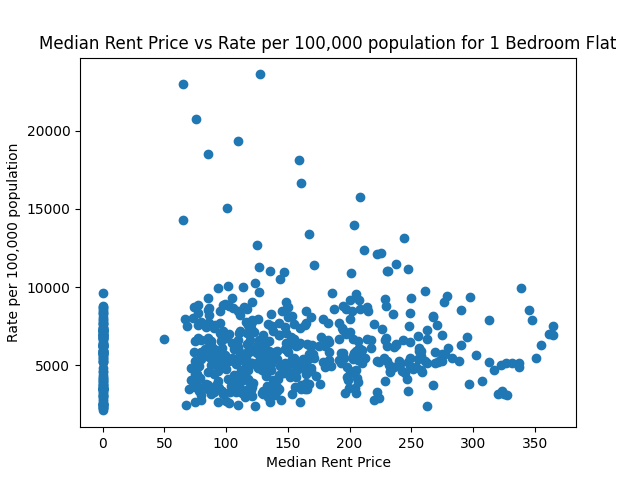 Median Rent Price vs Rate per 100,000 population for 1 Bedroom Flat
20000
15000
10000
5000
Rate per 100,000 population
0 50 100 150 200 250 300 350
Median Rent Price